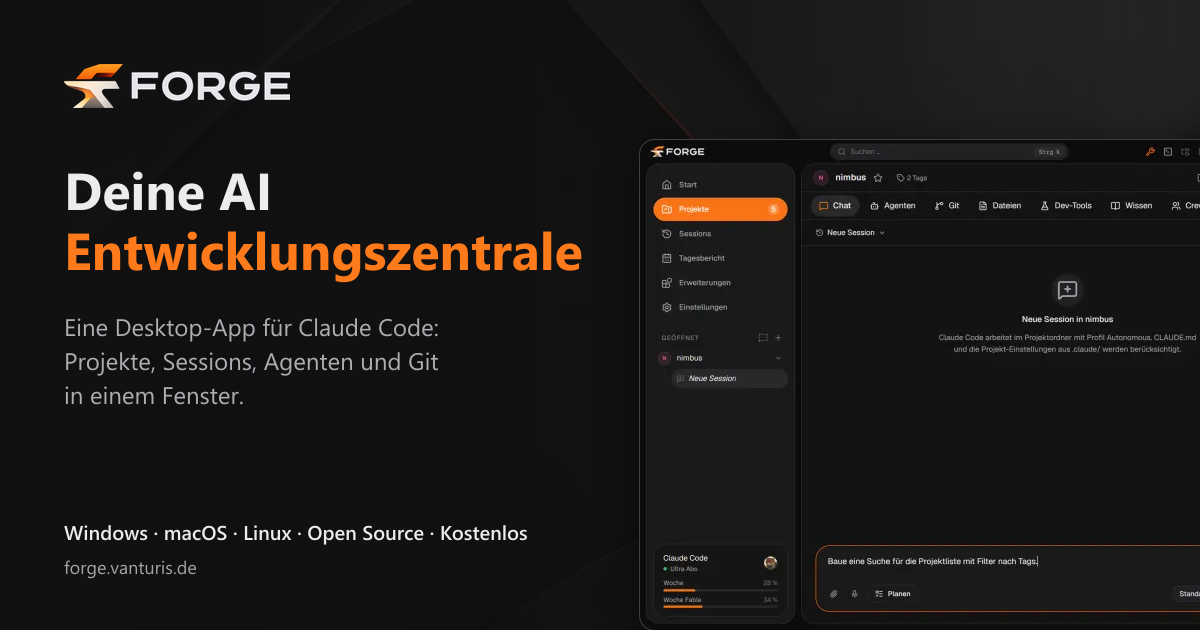 FORGE
Deine AI
Entwicklungszentrale
Eine Desktop-App für Claude Code:
Projekte, Sessions, Agenten und Git
in einem Fenster.
Windows · macOS · Linux · Open Source · Kostenlos
forge.vanturis.de
FORGE
Suchen ...
Strg K
Start
Projekte 5
Sessions
Tagesbericht
Erweiterungen
Einstellungen
GEÖFFNET
N nimbus
Neue Session
Claude Code
Ultra Abo
Woche 28 %
Woche Fable 34 %
N nimbus 2 Tags
Chat Agenten Git Dateien Dev-Tools Wissen Crew
Neue Session
Neue Session in nimbus
Claude Code arbeitet im Projektordner mit Profil Autonomous. CLAUDE.md
und die Projekt-Einstellungen aus .claude/ werden berücksichtigt.
Baue eine Suche für die Projektliste mit Filter nach Tags.
Planen
Standa